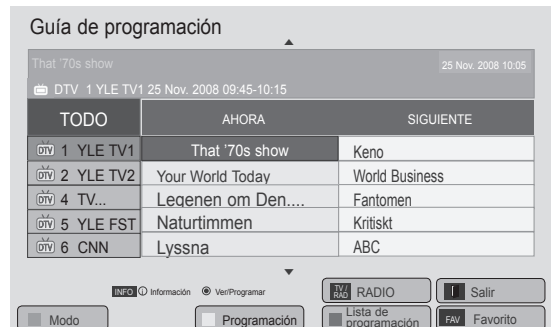 Guía de programación
That '70s show 25 Nov. 2008 10:05
DTV 1 YLE TV1 25 Nov. 2008 09:45-10:15
TODO AHORA SIGUIENTE
DTV 1 YLE TV1 That '70s show Keno
DTV 2 YLE TV2 Your World Today World Business
DTV 4 TV... Legenen om Den.... Fantomen
DTV 5 YLE FST Naturtimmen Kritiskt
DTV 6 CNN Lyssna ABC
INFO i Información Ver/Programar TV/RAD RADIO Salir
Modo Programación Lista de programación FAV Favorito